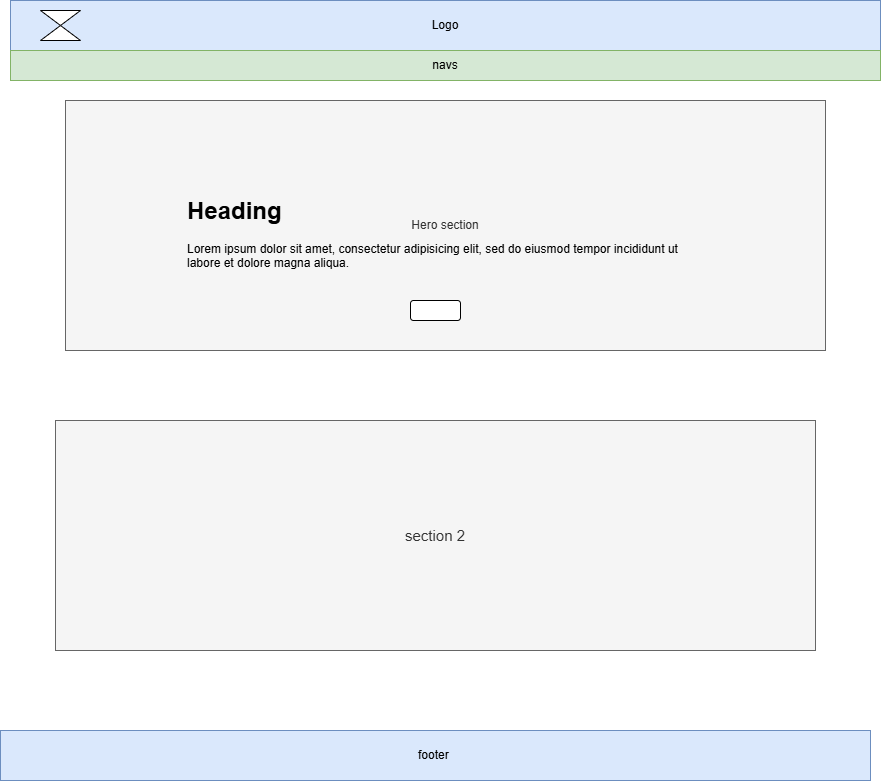 Logo
navs
Heading
Hero section
Lorem ipsum dolor sit amet, consectetur adipisicing elit, sed do eiusmod tempor incididunt ut
labore et dolore magna aliqua.
section 2
footer